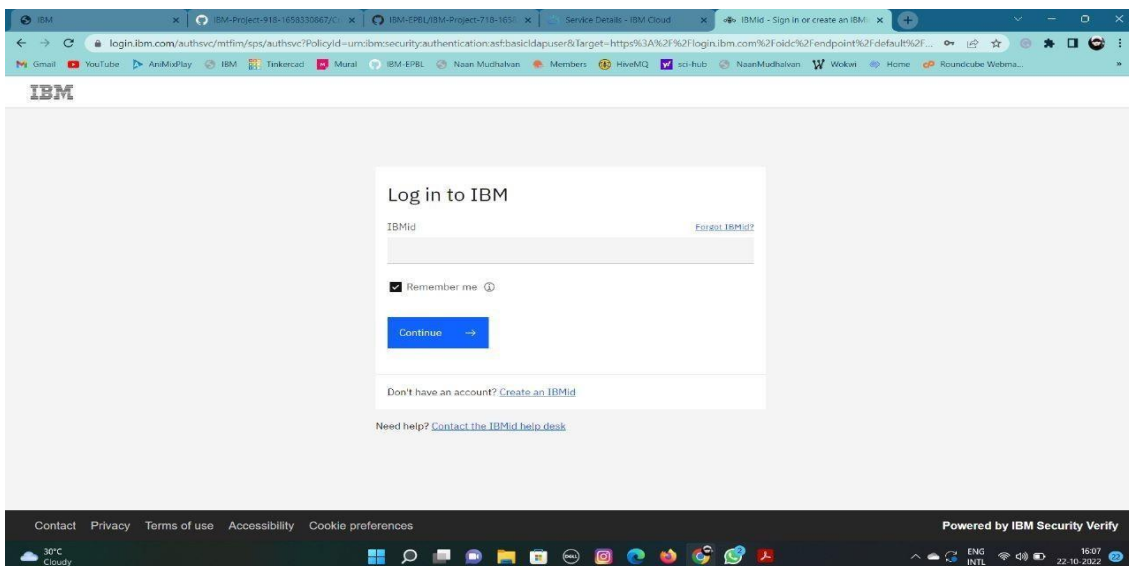 IBM
IBM-Project-918-1658330867/C
IBM-EPBL/IBM-Project-718-165
Service Details - IBM Cloud
IBMid - Sign in or create an IBM
login.ibm.com/authsvc/mtfim/sps/authsvc?PolicyId=urn:ibm:security:authentication:asf:basicldapuser&Target=https%3A%2F%2Flogin.ibm.com%2Foidc%2Fendpoint%2Fdefault%2F...
Gmail YouTube AniMixPlay IBM Tinkercad Mural IBM-EPBL Naan Mudhalvan Members HiveMQ sci-hub NaanMudhalvan Wokwi Home Roundcube Webma...
IBM
Log in to IBM
IBMid Forgot IBMid?
Remember me
Continue
Don't have an account? Create an IBMid
Need help? Contact the IBMid help desk
Contact Privacy Terms of use Accessibility Cookie preferences Powered by IBM Security Verify
30°C
Cloudy
ENG
INTL
16:07
22-10-2022
22